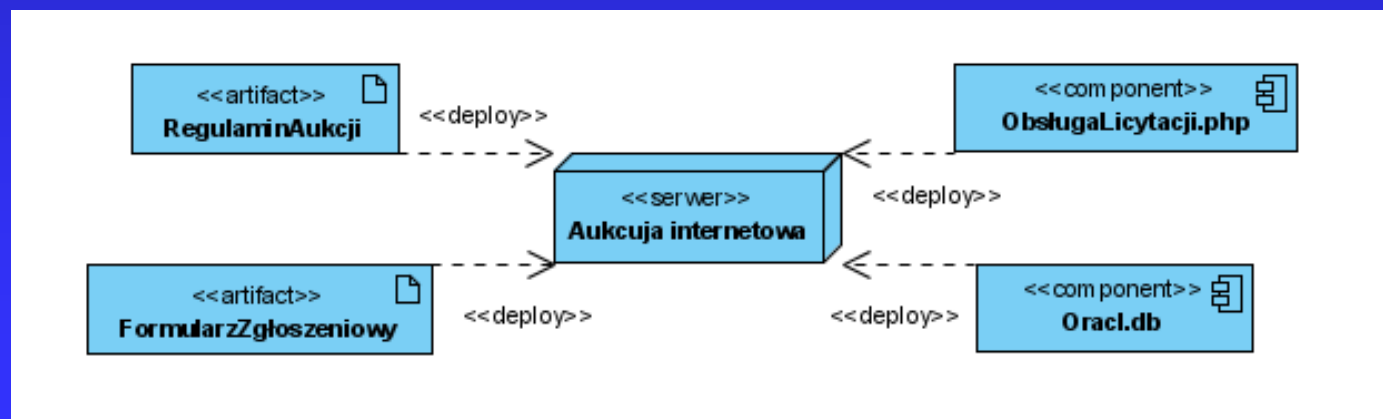 <<artifact>>
RegulaminAukcji
<<deploy>>
<<component>>
ObsługaLicytacji.php
<<serwer>>
Aukcuja internetowa
<<deploy>>
<<artifact>>
FormularzZgłoszeniowy
<<deploy>>
<<deploy>>
<<component>>
Oracl.db